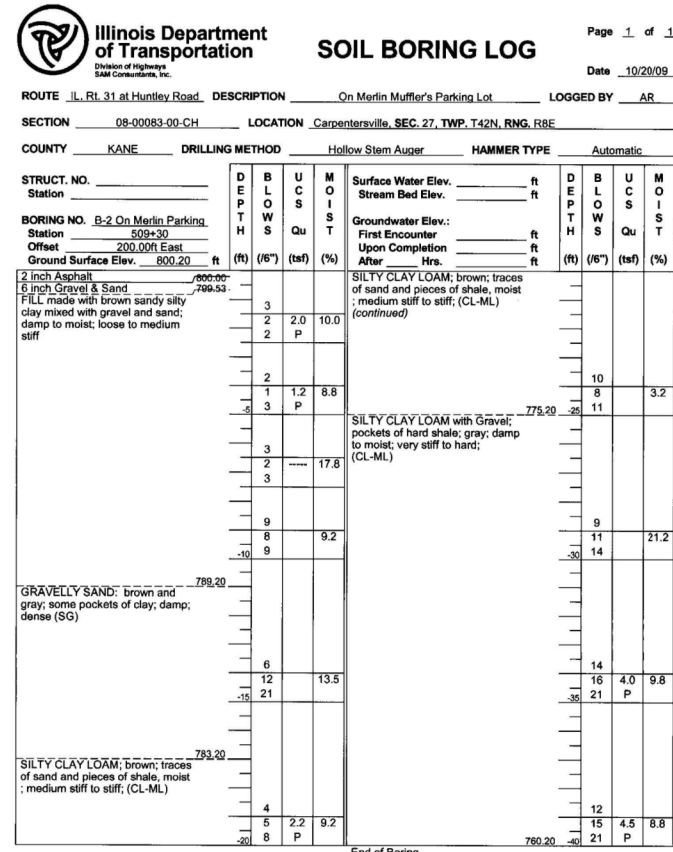 Illinois Department
of Transportation
Division of Highways
SAM Consultants, Inc.
SOIL BORING LOG
Page 1 of 1
Date 10/20/09
ROUTE IL. Rt. 31 at Huntley Road DESCRIPTION On Merlin Muffler's Parking Lot LOGGED BY AR
SECTION 08-00083-00-CH LOCATION Carpentersville, SEC. 27, TWP. T42N, RNG. R8E
COUNTY KANE DRILLING METHOD Hollow Stem Auger HAMMER TYPE Automatic
STRUCT. NO.
Station
BORING NO. B-2 On Merlin Parking
Station 509+30
Offset 200.00ft East
Ground Surface Elev. 800.20 ft
DEPTH (ft)
BLOWS (/6")
UCS Qu (tsf)
MOIST (%)
2 inch Asphalt 800.00
6 inch Gravel & Sand 799.53
FILL made with brown sandy silty
clay mixed with gravel and sand;
damp to moist; loose to medium
stiff
3
2 2.0 10.0
2 P
2
1 1.2 8.8
-5 3 P
3
2 ----- 17.8
3
9
8 9.2
-10 9
789.20
GRAVELLY SAND: brown and
gray; some pockets of clay; damp;
dense (SG)
6
12 13.5
-15 21
783.20
SILTY CLAY LOAM; brown; traces
of sand and pieces of shale, moist
; medium stiff to stiff; (CL-ML)
4
5 2.2 9.2
-20 8 P
Surface Water Elev. ft
Stream Bed Elev. ft
Groundwater Elev.:
First Encounter ft
Upon Completion ft
After Hrs. ft
DEPTH (ft)
BLOWS (/6")
UCS Qu (tsf)
MOIST (%)
SILTY CLAY LOAM; brown; traces
of sand and pieces of shale, moist
; medium stiff to stiff; (CL-ML)
(continued)
10
8 3.2
775.20 -25 11
SILTY CLAY LOAM with Gravel;
pockets of hard shale; gray; damp
to moist; very stiff to hard;
(CL-ML)
9
11 21.2
-30 14
14
16 4.0 9.8
-35 21 P
12
15 4.5 8.8
760.20 -40 21 P
End of Boring